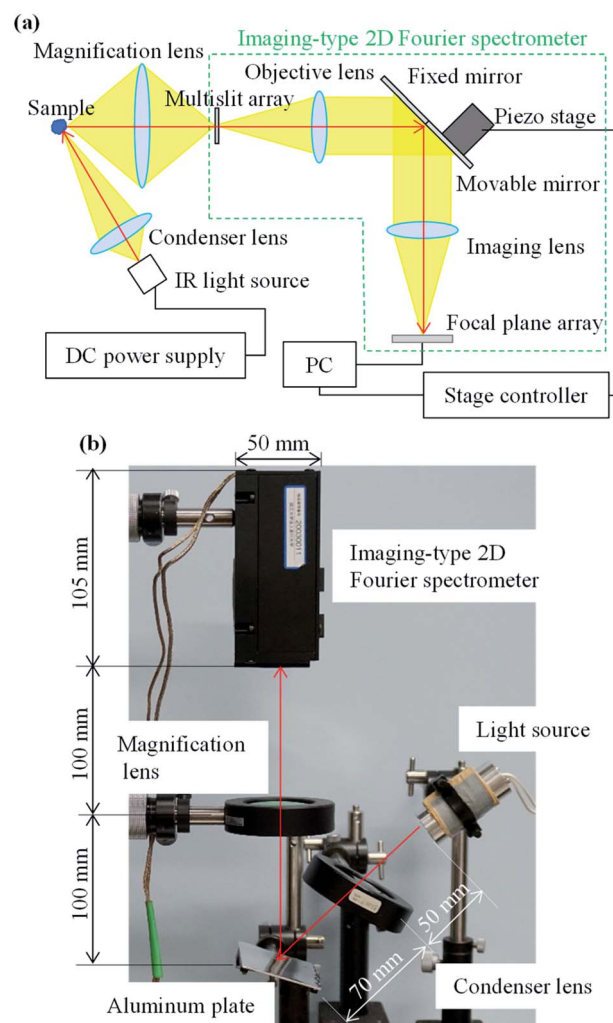 (a)
Imaging-type 2D Fourier spectrometer
Magnification lens
Objective lens
Fixed mirror
Multislit array
Sample
Piezo stage
Movable mirror
Condenser lens
Imaging lens
IR light source
Focal plane array
DC power supply
PC
Stage controller
(b)
50 mm
105 mm
20030011
Imaging-type 2D
Fourier spectrometer
100 mm
Magnification
lens
Light source
100 mm
50 mm
70 mm
Condenser lens
Aluminum plate